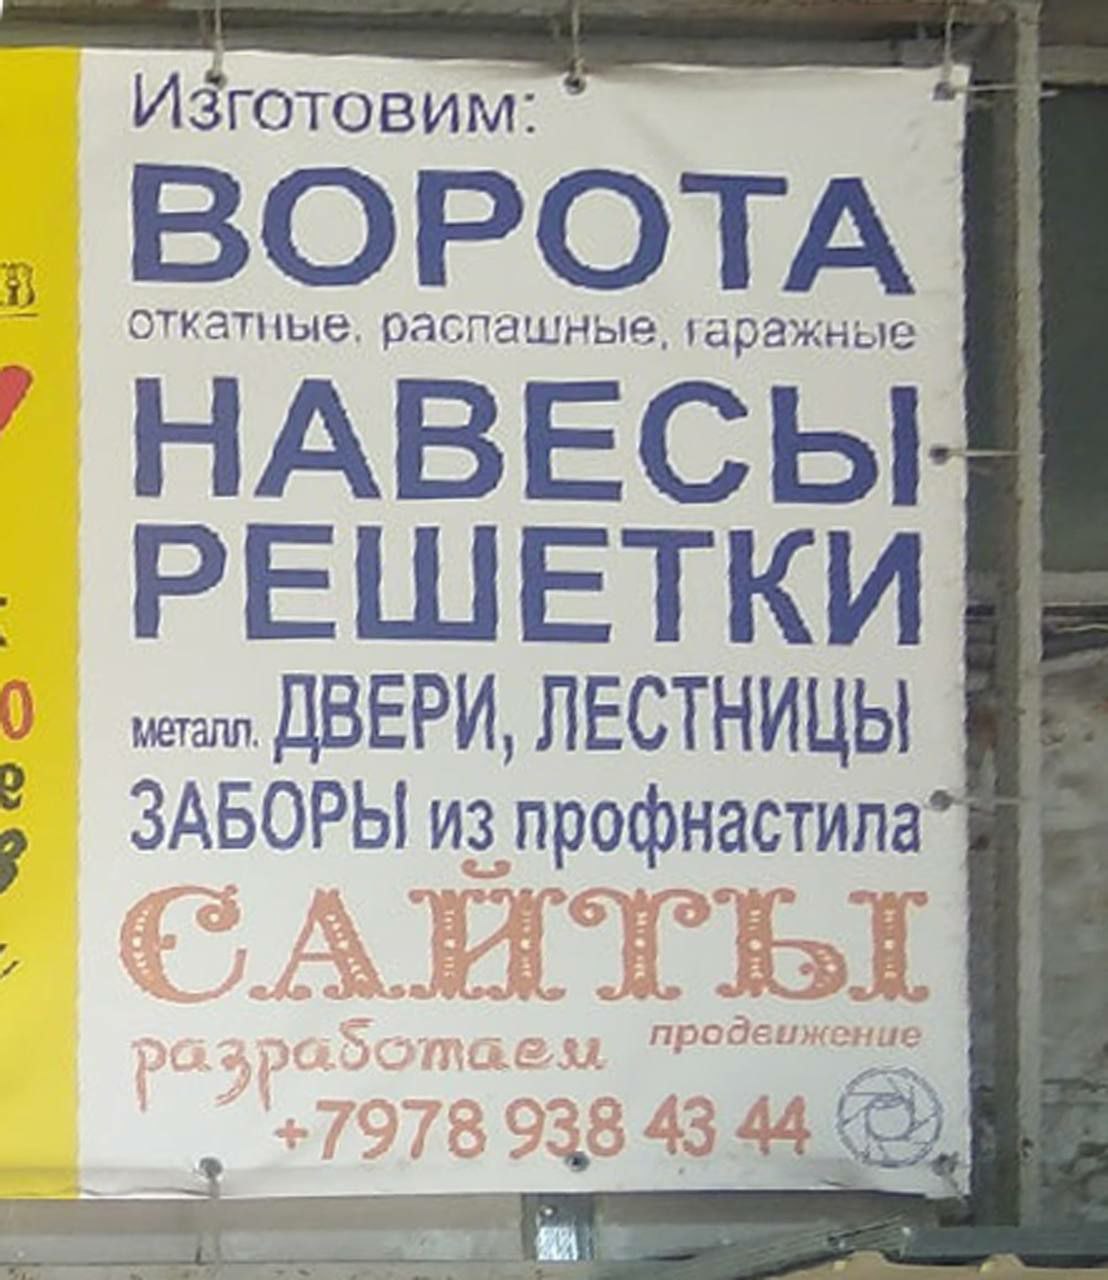 Изготовим:
ВОРОТА
откатные, распашные, гаражные
НАВЕСЫ
РЕШЕТКИ
металл. ДВЕРИ, ЛЕСТНИЦЫ
ЗАБОРЫ из профнастила
САЙТЫ
разработаем продвижение
+7978 938 43 44